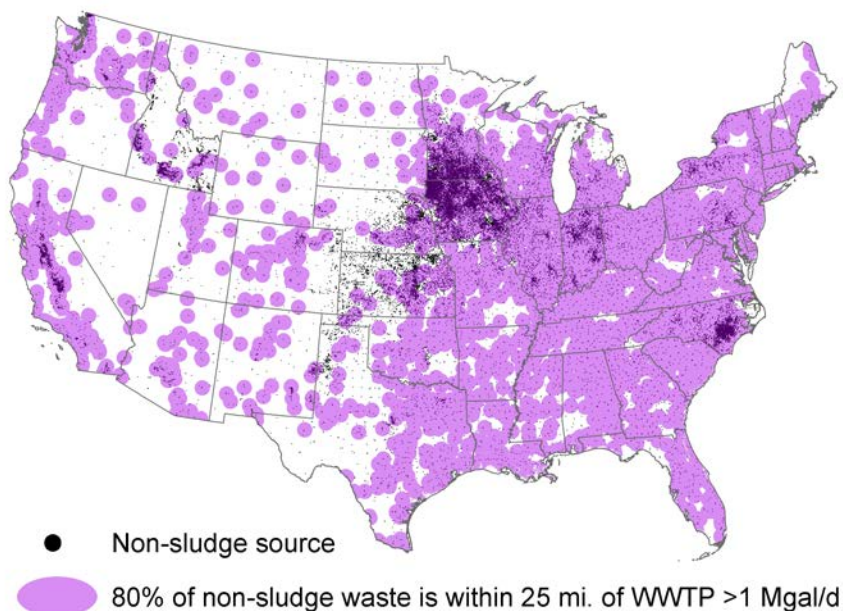 Non-sludge source
80% of non-sludge waste is within 25 mi. of WWTP >1 Mgal/d